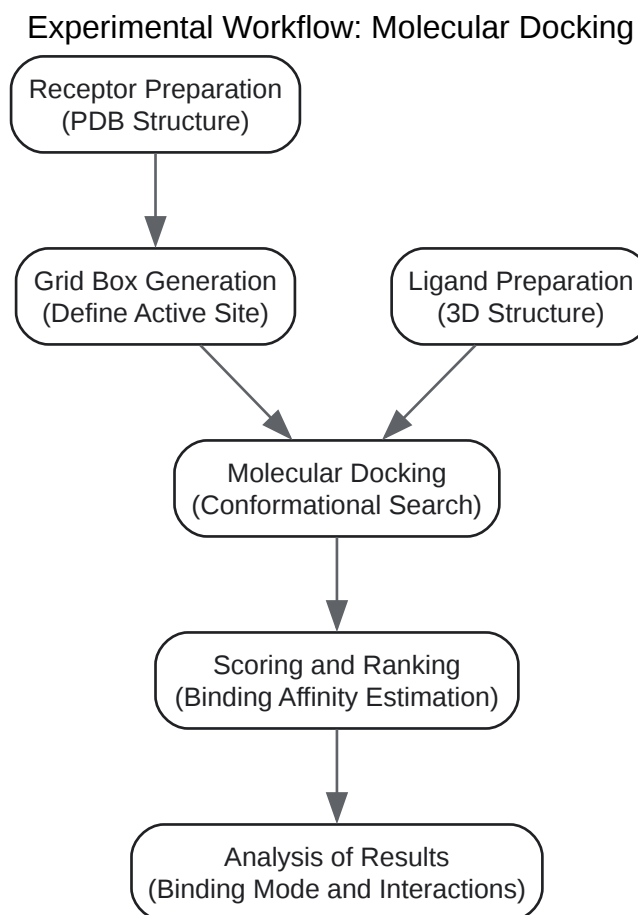 Experimental Workflow: Molecular Docking
Receptor Preparation
(PDB Structure)
Grid Box Generation
(Define Active Site)
Ligand Preparation
(3D Structure)
Molecular Docking
(Conformational Search)
Scoring and Ranking
(Binding Affinity Estimation)
Analysis of Results
(Binding Mode and Interactions)